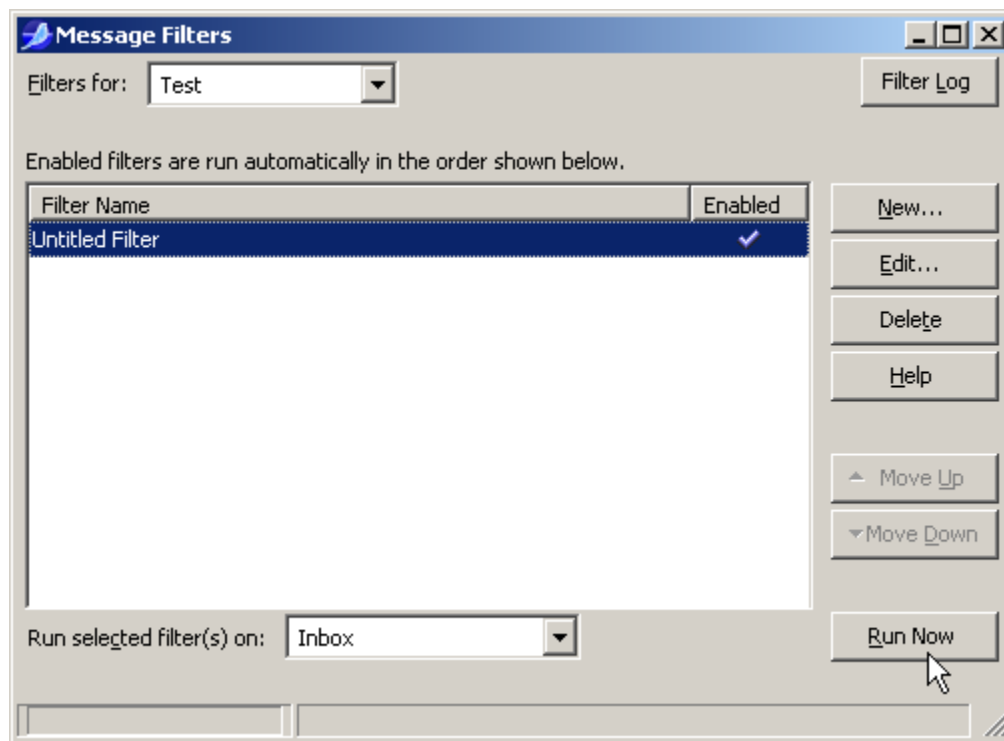 Message Filters
Filters for: Test
Filter Log
Enabled filters are run automatically in the order shown below.
Filter Name Enabled
Untitled Filter
New...
Edit...
Delete
Help
Move Up
Move Down
Run selected filter(s) on: Inbox
Run Now